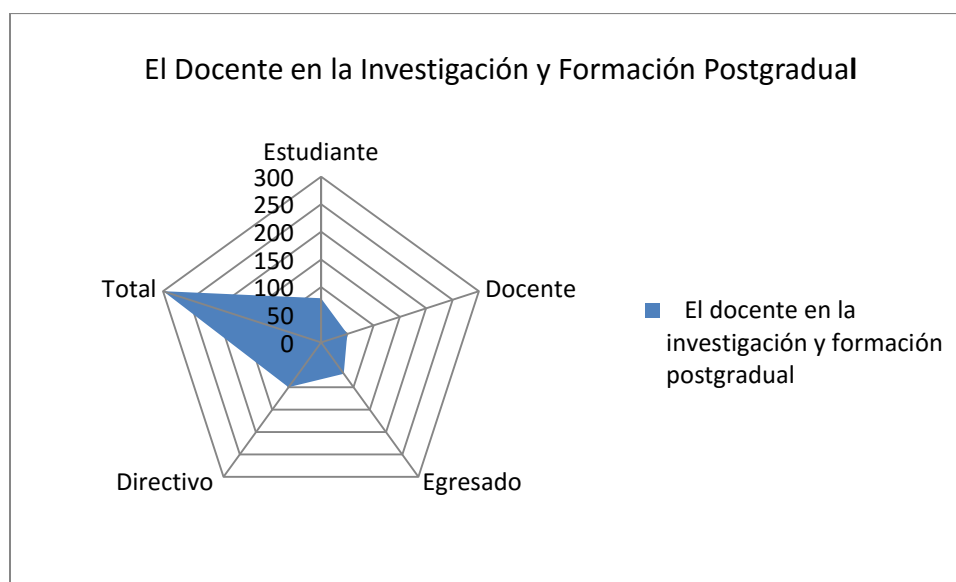 El Docente en la Investigación y Formación Postgradual
Estudiante
300
250
200
150
100
50
0
Total
Docente
Directivo
Egresado
El docente en la
investigación y formación
postgradual